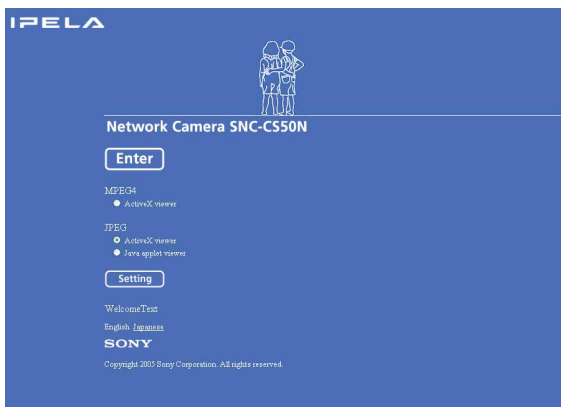 IPELA
Network Camera SNC-CS50N
Enter
MPEG4
ActiveX viewer
JPEG
ActiveX viewer
Java applet viewer
Setting
WelcomeText
English Japanese
SONY
Copyright 2005 Sony Corporation. All rights reserved.